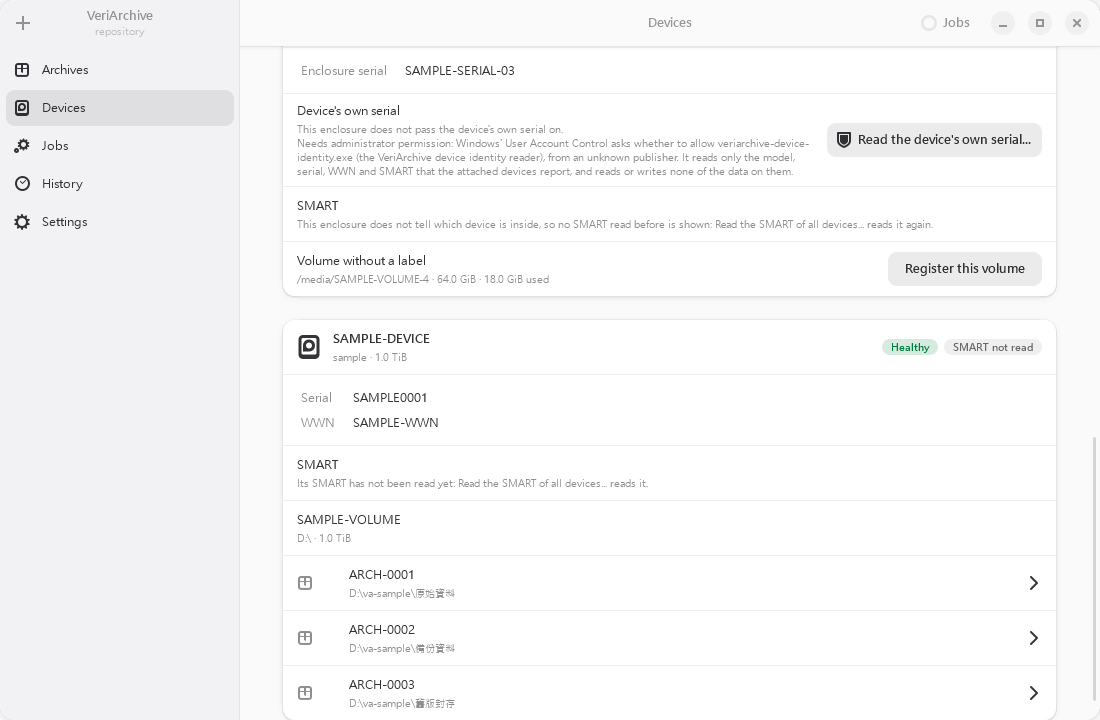 VeriArchive
repository
Archives
Devices
Jobs
History
Settings
Devices
Jobs
Enclosure serial SAMPLE-SERIAL-03
Device's own serial
This enclosure does not pass the device's own serial on.
Needs administrator permission: Windows' User Account Control asks whether to allow veriarchive-device-
identity.exe (the VeriArchive device identity reader), from an unknown publisher. It reads only the model,
serial, WWN and SMART that the attached devices report, and reads or writes none of the data on them.
Read the device's own serial...
SMART
This enclosure does not tell which device is inside, so no SMART read before is shown: Read the SMART of all devices... reads it again.
Volume without a label
/media/SAMPLE-VOLUME-4 · 64.0 GiB · 18.0 GiB used
Register this volume
SAMPLE-DEVICE
sample · 1.0 TiB
Healthy
SMART not read
Serial SAMPLE0001
WWN SAMPLE-WWN
SMART
Its SMART has not been read yet: Read the SMART of all devices... reads it.
SAMPLE-VOLUME
D:\ · 1.0 TiB
ARCH-0001
D:\va-sample\原始資料
ARCH-0002
D:\va-sample\備份資料
ARCH-0003
D:\va-sample\舊版封存